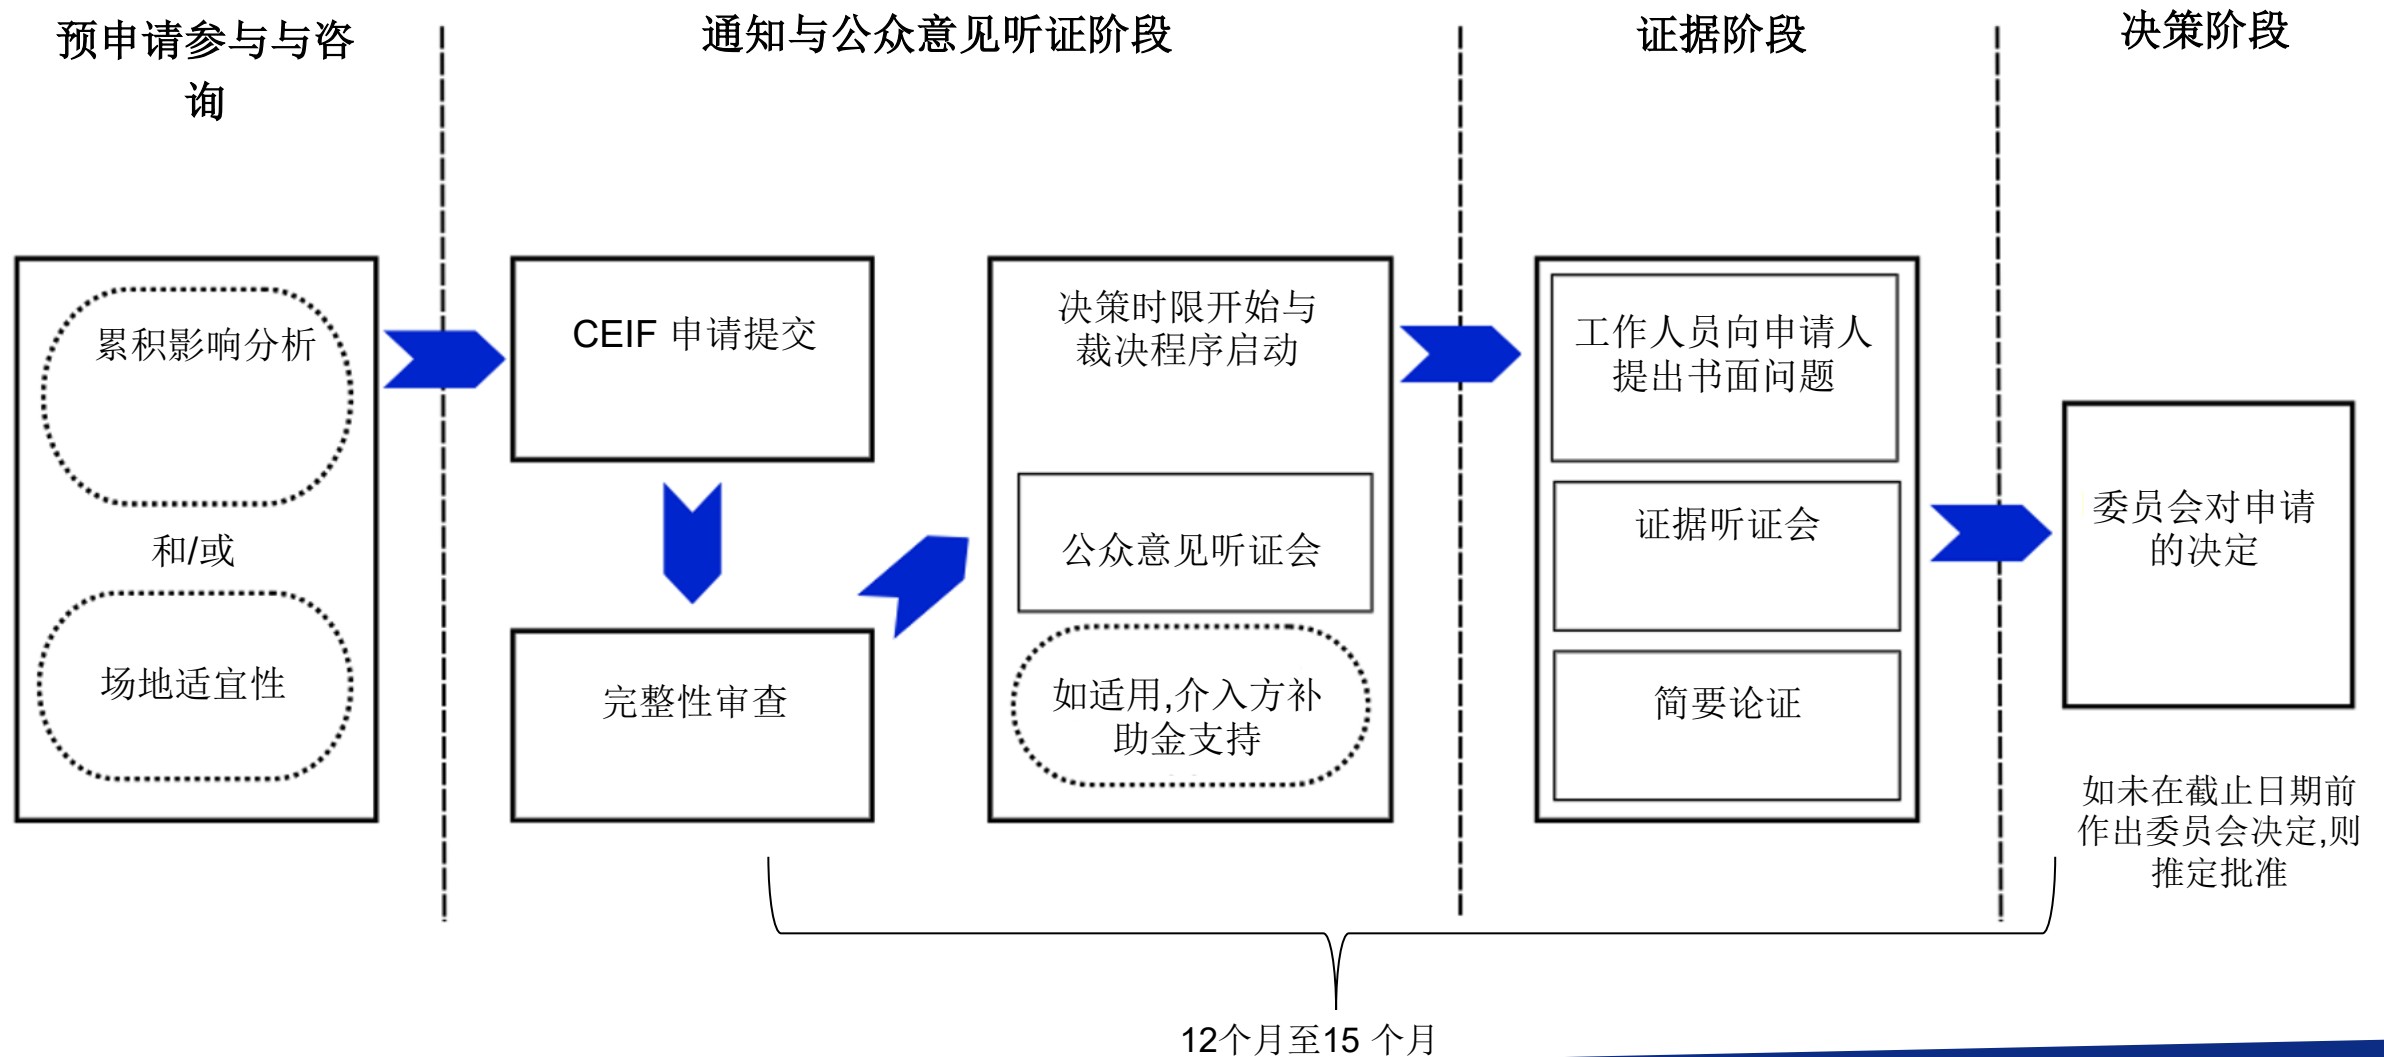 预申请参与与咨
询
通知与公众意见听证阶段
证据阶段
决策阶段
累积影响分析
和/或
场地适宜性
CEIF 申请提交
完整性审查
决策时限开始与
裁决程序启动
公众意见听证会
如适用,介入方补
助金支持
工作人员向申请人
提出书面问题
证据听证会
简要论证
委员会对申请
的决定
如未在截止日期前
作出委员会决定,则
推定批准
12个月至15 个月